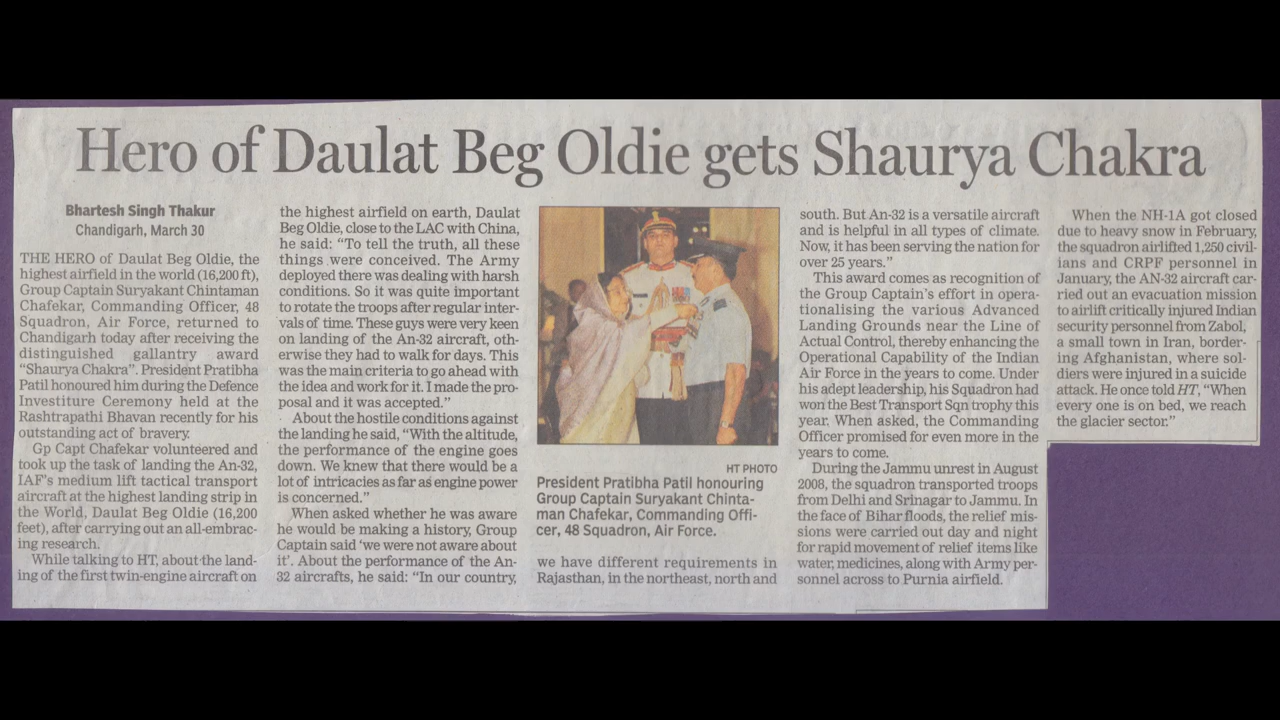 Hero of Daulat Beg Oldie gets Shaurya Chakra
Bhartesh Singh Thakur
Chandigarh, March 30
THE HERO of Daulat Beg Oldie, the
highest airfield in the world (16,200 ft),
Group Captain Suryakant Chintaman
Chafekar, Commanding Officer, 48
Squadron, Air Force, returned to
Chandigarh today after receiving the
distinguished gallantry award
“Shaurya Chakra”. President Pratibha
Patil honoured him during the Defence
Investiture Ceremony held at the
Rashtrapathi Bhavan recently for his
outstanding act of bravery.
Gp Capt Chafekar volunteered and
took up the task of landing the An-32,
IAF's medium lift tactical transport
aircraft at the highest landing strip in
the World, Daulat Beg Oldie (16,200
feet), after carrying out an all-embrac-
ing research.
While talking to HT, about the land-
ing of the first twin-engine aircraft on
the highest airfield on earth, Daulat
Beg Oldie, close to the LAC with China,
he said: “To tell the truth, all these
things were conceived. The Army
deployed there was dealing with harsh
conditions. So it was quite important
to rotate the troops after regular inter-
vals of time. These guys were very keen
on landing of the An-32 aircraft, oth-
erwise they had to walk for days. This
was the main criteria to go ahead with
the idea and work for it. I made the pro-
posal and it was accepted.”
About the hostile conditions against
the landing he said, “With the altitude,
the performance of the engine goes
down. We knew that there would be a
lot of intricacies as far as engine power
is concerned.”
When asked whether he was aware
he would be making a history, Group
Captain said ‘we were not aware about
it’. About the performance of the An-
32 aircrafts, he said: “In our country,
HT PHOTO
President Pratibha Patil honouring
Group Captain Suryakant Chinta-
man Chafekar, Commanding Offi-
cer, 48 Squadron, Air Force.
we have different requirements in
Rajasthan, in the northeast, north and
south. But An-32 is a versatile aircraft
and is helpful in all types of climate.
Now, it has been serving the nation for
over 25 years.”
This award comes as recognition of
the Group Captain's effort in opera-
tionalising the various Advanced
Landing Grounds near the Line of
Actual Control, thereby enhancing the
Operational Capability of the Indian
Air Force in the years to come. Under
his adept leadership, his Squadron had
won the Best Transport Sqn trophy this
year. When asked, the Commanding
Officer promised for even more in the
years to come.
During the Jammu unrest in August
2008, the squadron transported troops
from Delhi and Srinagar to Jammu. In
the face of Bihar floods, the relief mis-
sions were carried out day and night
for rapid movement of relief items like
water, medicines, along with Army per-
sonnel across to Purnia airfield.
When the NH-1A got closed
due to heavy snow in February,
the squadron airlifted 1,250 civil-
ians and CRPF personnel in
January, the AN-32 aircraft car-
ried out an evacuation mission
to airlift critically injured Indian
security personnel from Zabol,
a small town in Iran, border-
ing Afghanistan, where sol-
diers were injured in a suicide
attack. He once told HT, “When
every one is on bed, we reach
the glacier sector.”